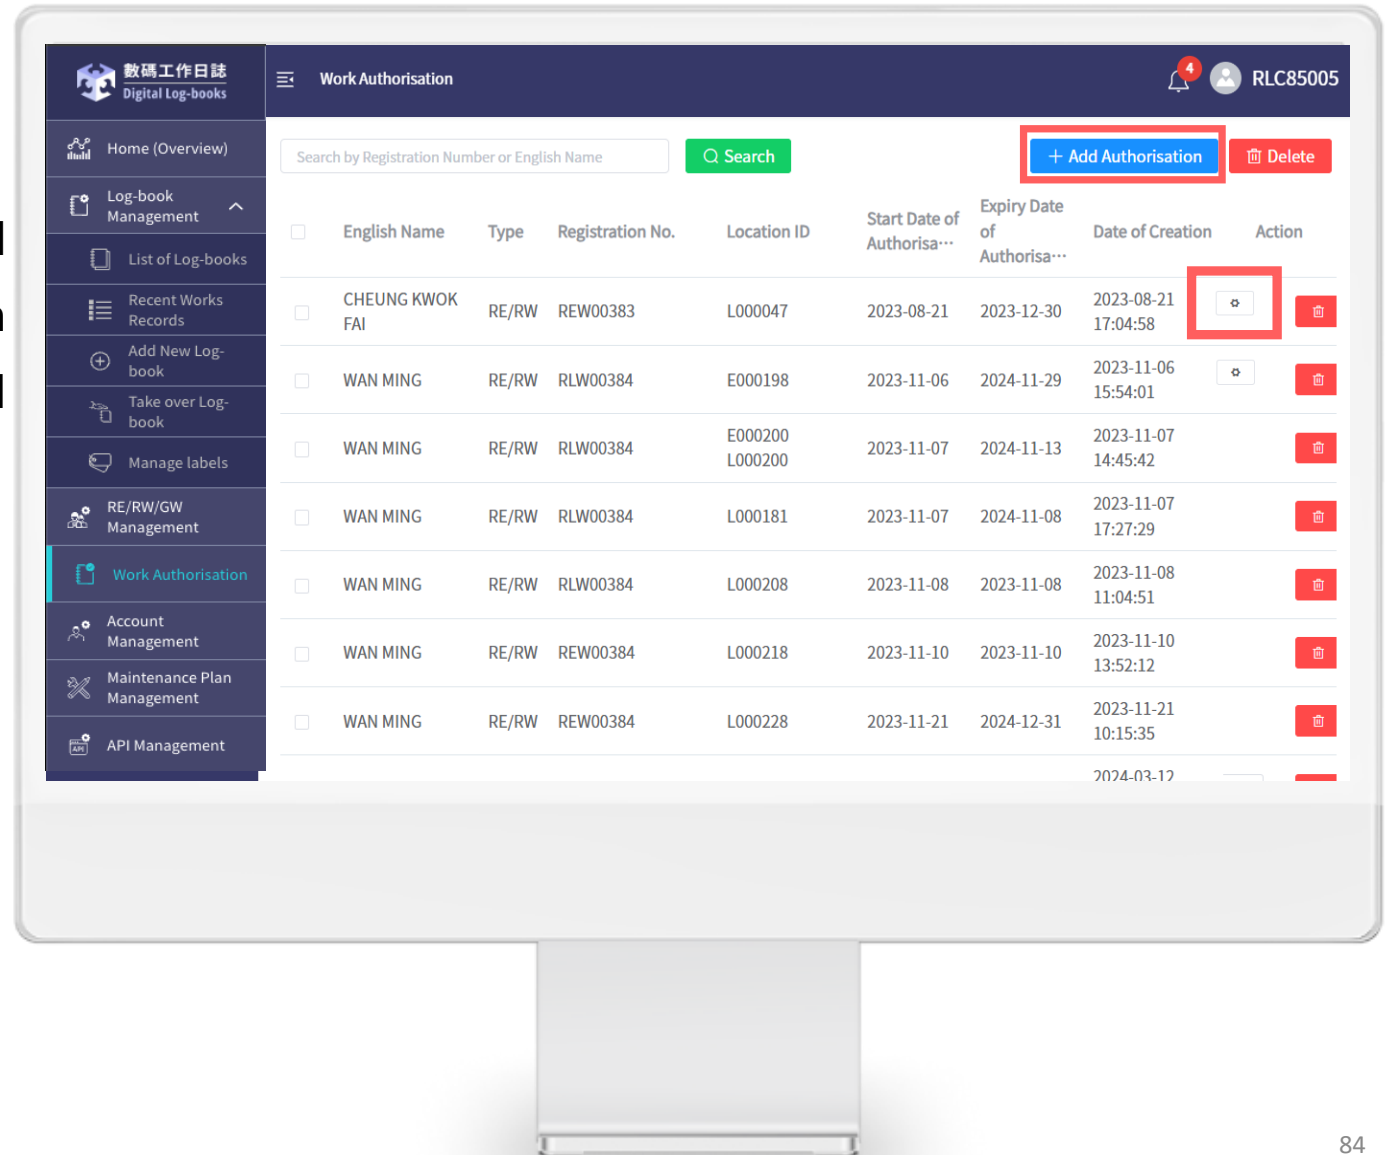 數碼工作日誌
Digital Log-books
Work Authorisation
4
RLC85005
Home (Overview)
Log-book
Management
List of Log-books
Recent Works
Records
Add New Log-
book
Take over Log-
book
Manage labels
RE/RW/GW
Management
Work Authorisation
Account
Management
Maintenance Plan
Management
API
API Management
Search by Registration Number or English Name
Search
+ Add Authorisation
Delete
English Name Type Registration No. Location ID Start Date of Authorisa··· Expiry Date of Authorisa··· Date of Creation Action
CHEUNG KWOK FAI RE/RW REW00383 L000047 2023-08-21 2023-12-30 2023-08-21 17:04:58
WAN MING RE/RW RLW00384 E000198 2023-11-06 2024-11-29 2023-11-06 15:54:01
WAN MING RE/RW RLW00384 E000200 L000200 2023-11-07 2024-11-13 2023-11-07 14:45:42
WAN MING RE/RW RLW00384 L000181 2023-11-07 2024-11-08 2023-11-07 17:27:29
WAN MING RE/RW RLW00384 L000208 2023-11-08 2023-11-08 2023-11-08 11:04:51
WAN MING RE/RW REW00384 L000218 2023-11-10 2023-11-10 2023-11-10 13:52:12
WAN MING RE/RW REW00384 L000228 2023-11-21 2024-12-31 2023-11-21 10:15:35
2024-03-12
84